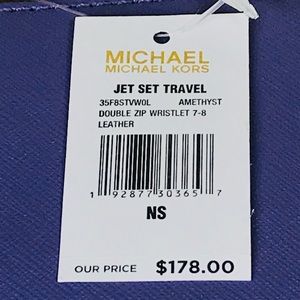 MICHAEL
MICHAEL KORS
JET SET TRAVEL
35F8STVW0L AMETHYST
DOUBLE ZIP WRISTLET 7-8
LEATHER
1 92877 30365 7
NS
OUR PRICE $178.00